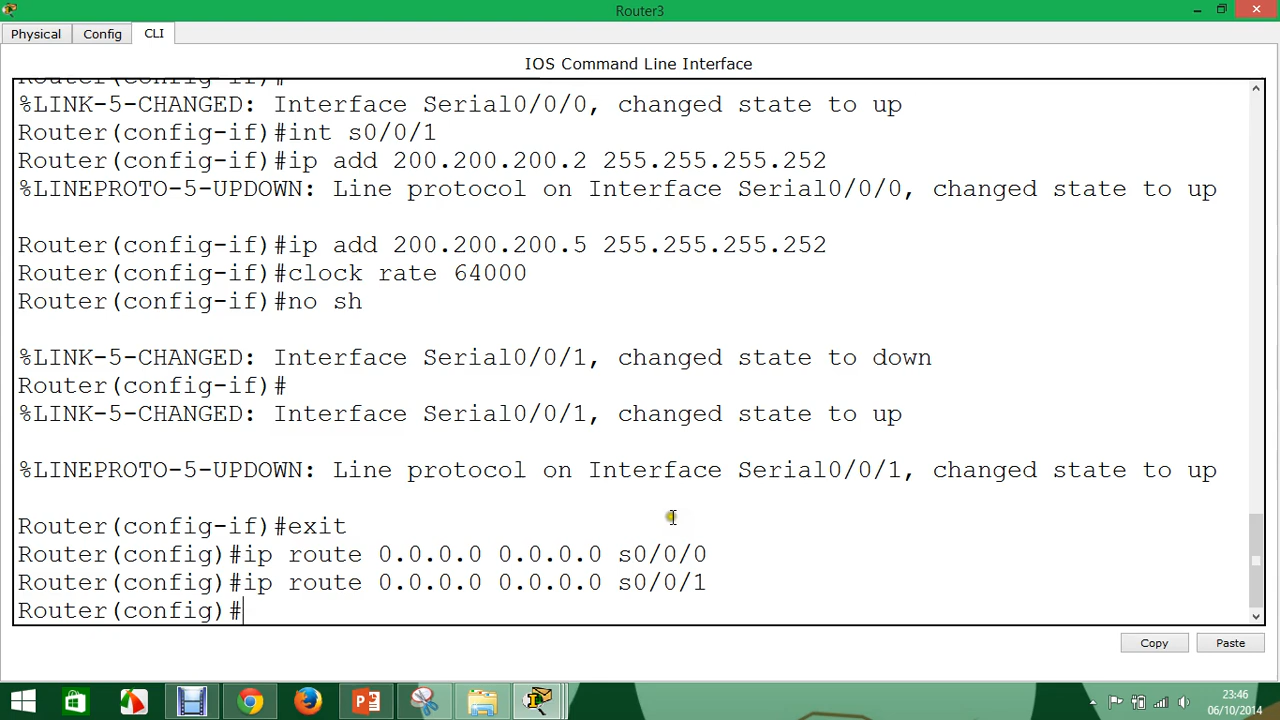 Router3
Physical Config CLI
IOS Command Line Interface
Router(config-if)#
%LINK-5-CHANGED: Interface Serial0/0/0, changed state to up
Router(config-if)#int s0/0/1
Router(config-if)#ip add 200.200.200.2 255.255.255.252
%LINEPROTO-5-UPDOWN: Line protocol on Interface Serial0/0/0, changed state to up
Router(config-if)#ip add 200.200.200.5 255.255.255.252
Router(config-if)#clock rate 64000
Router(config-if)#no sh
%LINK-5-CHANGED: Interface Serial0/0/1, changed state to down
Router(config-if)#
%LINK-5-CHANGED: Interface Serial0/0/1, changed state to up
%LINEPROTO-5-UPDOWN: Line protocol on Interface Serial0/0/1, changed state to up
Router(config-if)#exit
Router(config)#ip route 0.0.0.0 0.0.0.0 s0/0/0
Router(config)#ip route 0.0.0.0 0.0.0.0 s0/0/1
Router(config)#
Copy Paste
23:46
06/10/2014